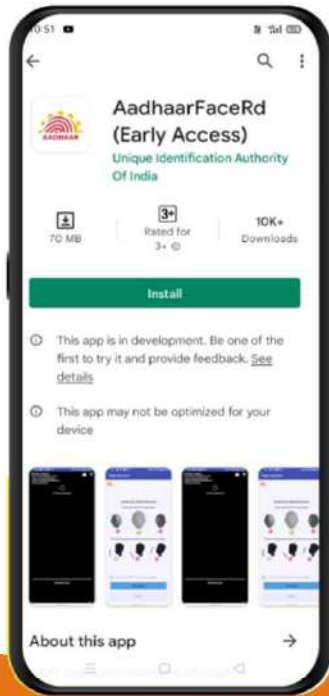 10:51
AadhaarFaceRd
(Early Access)
Unique Identification Authority
Of India
AADHAAR
3+
70 MB
Rated for
3+
10K+
Downloads
Install
This app is in development. Be one of the
first to try it and provide feedback. See
details
This app may not be optimized for your
device
About this app